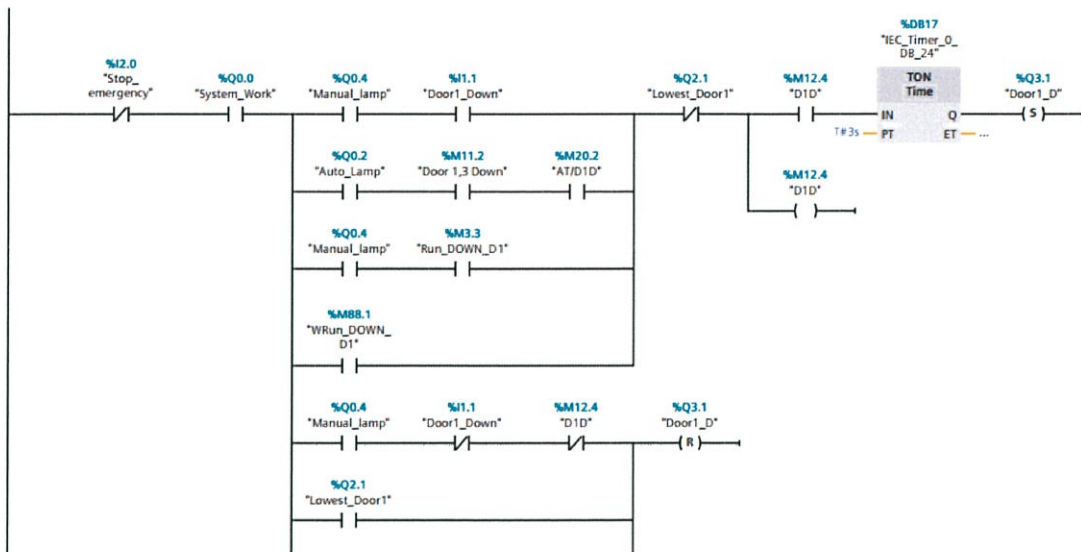 %DB17
"IEC_Timer_0_
DB_24"
%I2.0
"Stop_
emergency"
%Q0.0
"System_Work"
%Q0.4
"Manual_lamp"
%I1.1
"Door1_Down"
%Q2.1
"Lowest_Door1"
%M12.4
"D1D"
TON
Time
IN
Q
T#3s
PT
ET
...
%Q3.1
"Door1_D"
S
%Q0.2
"Auto_Lamp"
%M11.2
"Door 1,3 Down"
%M20.2
"AT/D1D"
%M12.4
"D1D"
%Q0.4
"Manual_lamp"
%M3.3
"Run_DOWN_D1"
%M88.1
"WRun_DOWN_
D1"
%Q0.4
"Manual_lamp"
%I1.1
"Door1_Down"
%M12.4
"D1D"
%Q3.1
"Door1_D"
R
%Q2.1
"Lowest_Door1"